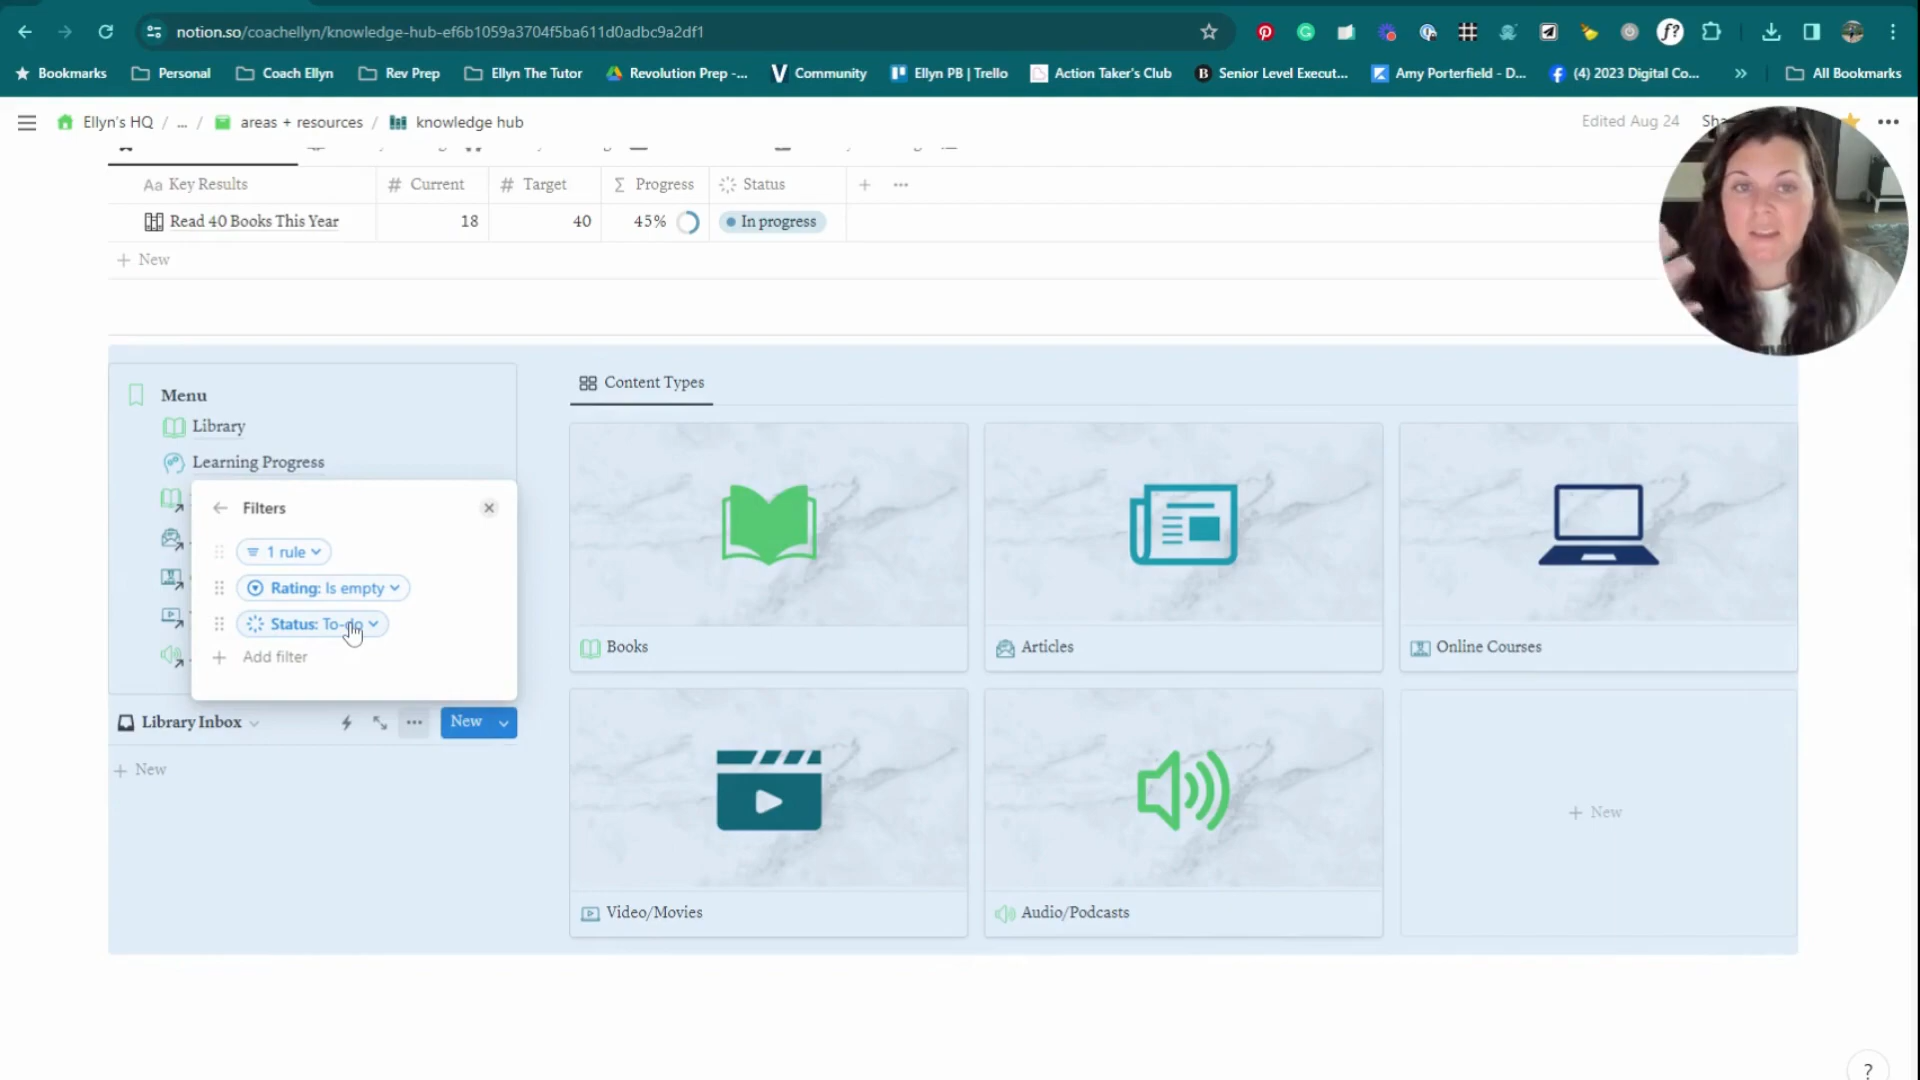 notion.so/coachellyn/knowledge-hub-ef6b1059a3704f5ba611d0adbc9a2df1
Bookmarks Personal Coach Ellyn Rev Prep Ellyn The Tutor Revolution Prep -... Community Ellyn PB | Trello Action Taker's Club Senior Level Execut... Amy Porterfield - D... (4) 2023 Digital Co... » All Bookmarks
Ellyn's HQ / ... / areas + resources / knowledge hub Edited Aug 24
Aa Key Results # Current # Target Σ Progress Status + ...
Read 40 Books This Year 18 40 45% In progress
+ New
Menu
Library
Learning Progress
Filters
1 rule
Rating: Is empty
Status: To-do
+ Add filter
Library Inbox ... New
+ New
Content Types
Books
Articles
Online Courses
Video/Movies
Audio/Podcasts
+ New
f?
?